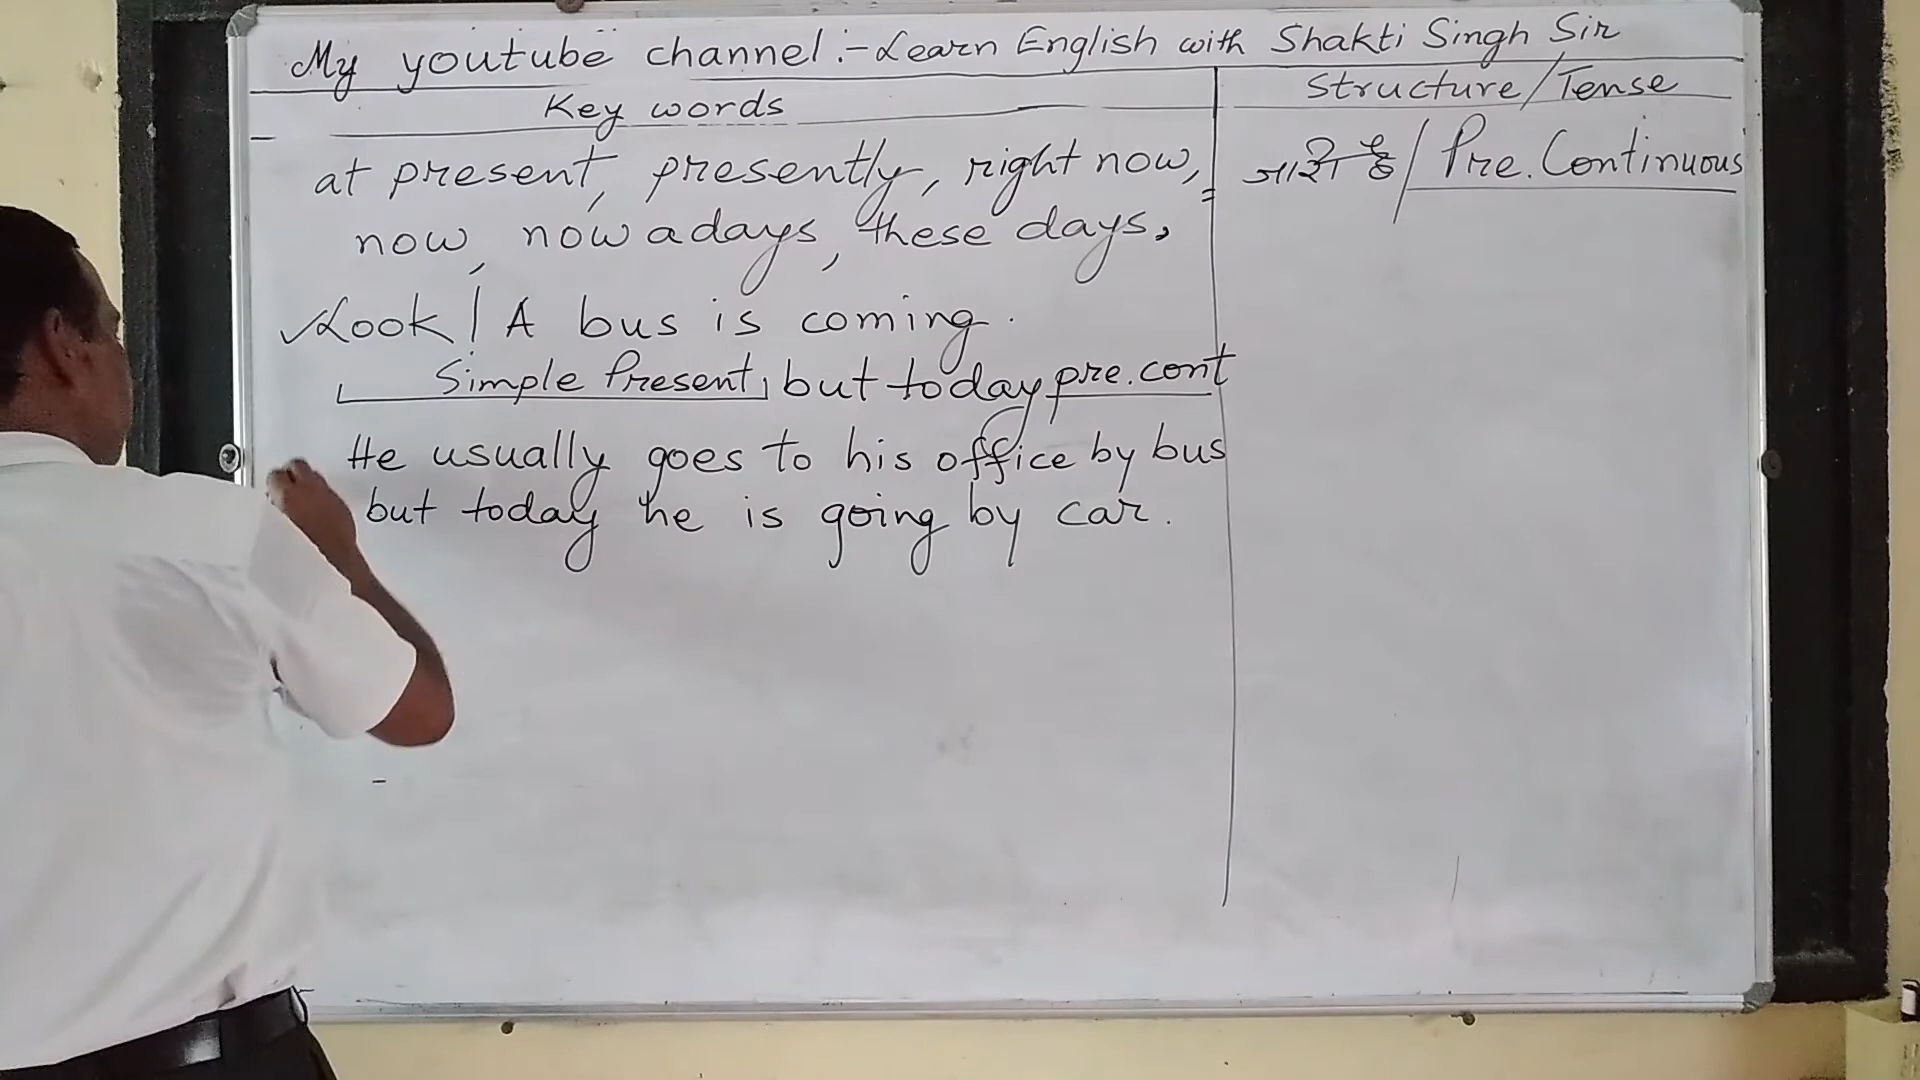 My youtube channel :- Learn English with Shakti Singh Sir
Key words
Structure/Tense
at present, presently, right now,
now, nowadays, these days,
/ Pre. Continuous
Look! A bus is coming.
Simple Present, but today pre. cont
He usually goes to his office by bus
but today he is going by car.